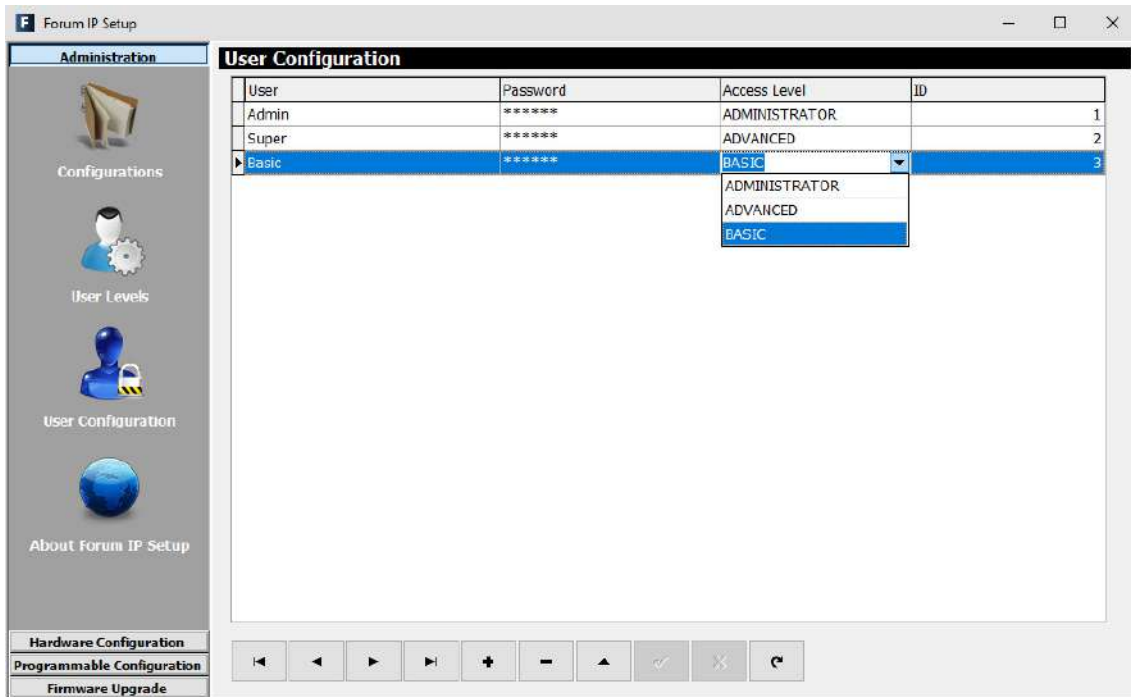 Forum IP Setup
Administration
Configurations
User Levels
User Configuration
About Forum IP Setup
Hardware Configuration
Programmable Configuration
Firmware Upgrade
User Configuration
User Password Access Level ID
Admin ****** ADMINISTRATOR 1
Super ****** ADVANCED 2
Basic ****** BASIC 3
ADMINISTRATOR
ADVANCED
BASIC